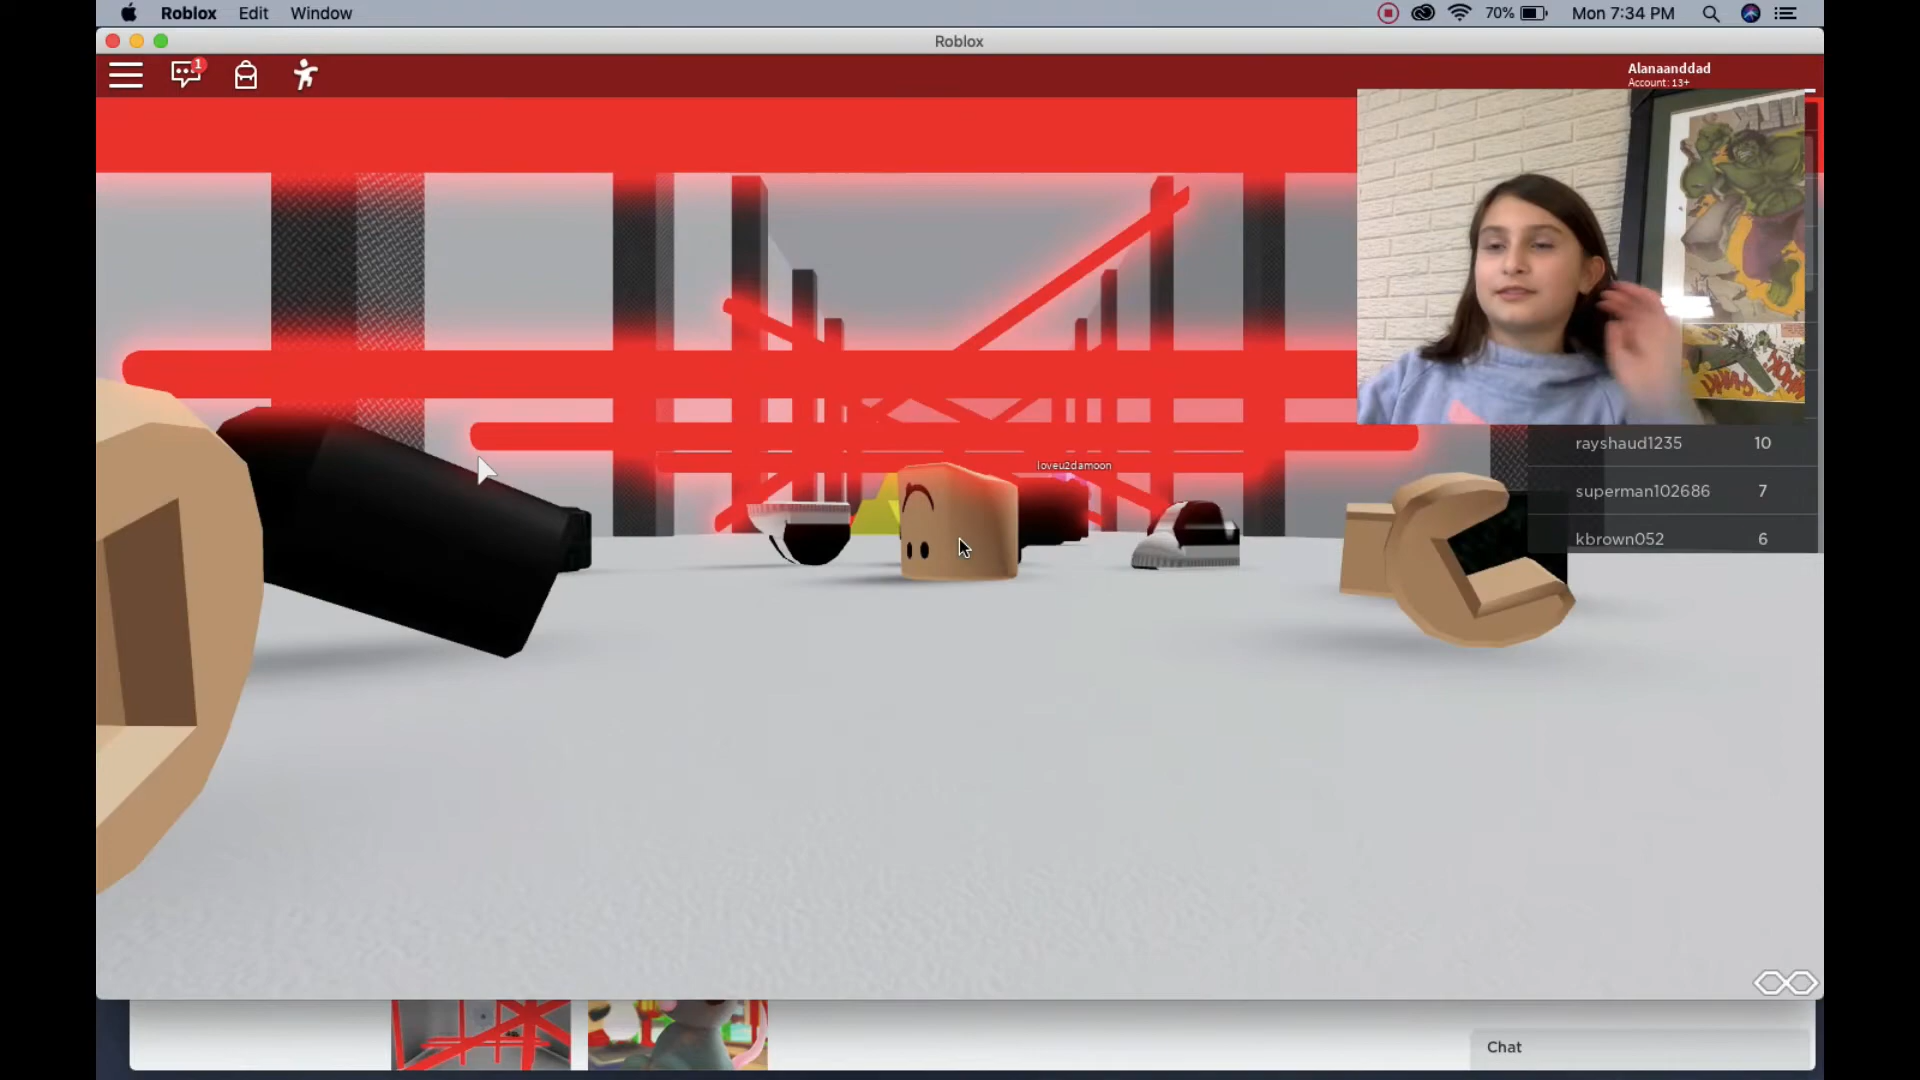 Roblox Edit Window 70% Mon 7:34 PM
Roblox
1
Alanaanddad
Account: 13+
rayshaud1235 10
loveu2damoon
superman102686 7
kbrown052 6
Chat